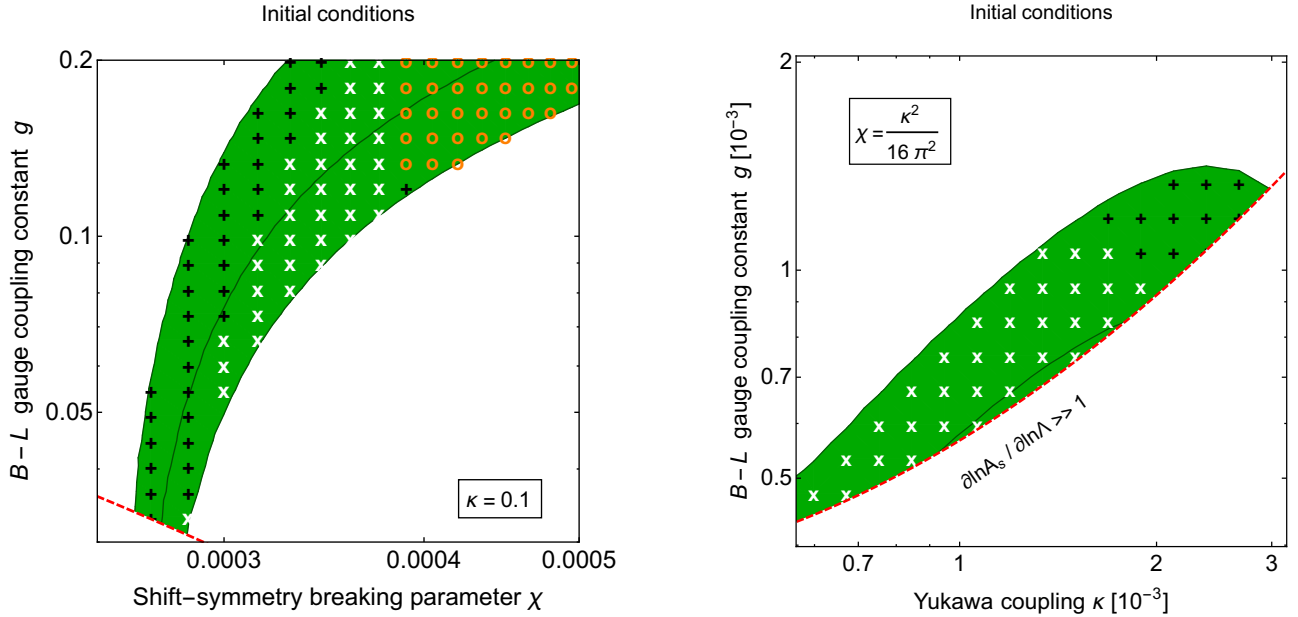 Initial conditions
0.2
0.1
0.05
B−L gauge coupling constant g
κ = 0.1
0.0003
0.0004
0.0005
Shift−symmetry breaking parameter χ
Initial conditions
2
1
0.7
0.5
B−L gauge coupling constant g [10⁻³]
χ = κ² / 16 π²
∂lnAₛ / ∂lnΛ >> 1
0.7
1
2
3
Yukawa coupling κ [10⁻³]